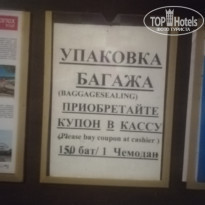 TOP HOTELS
ФОТО ТУРИСТА
УПАКОВКА
БАГАЖА
(BAGGAGESEALING)
ПРИОБРЕТАЙТЕ
КУПОН В КАССУ
(Please buy coupon at cashier )
150 бат/ 1 Чемодан